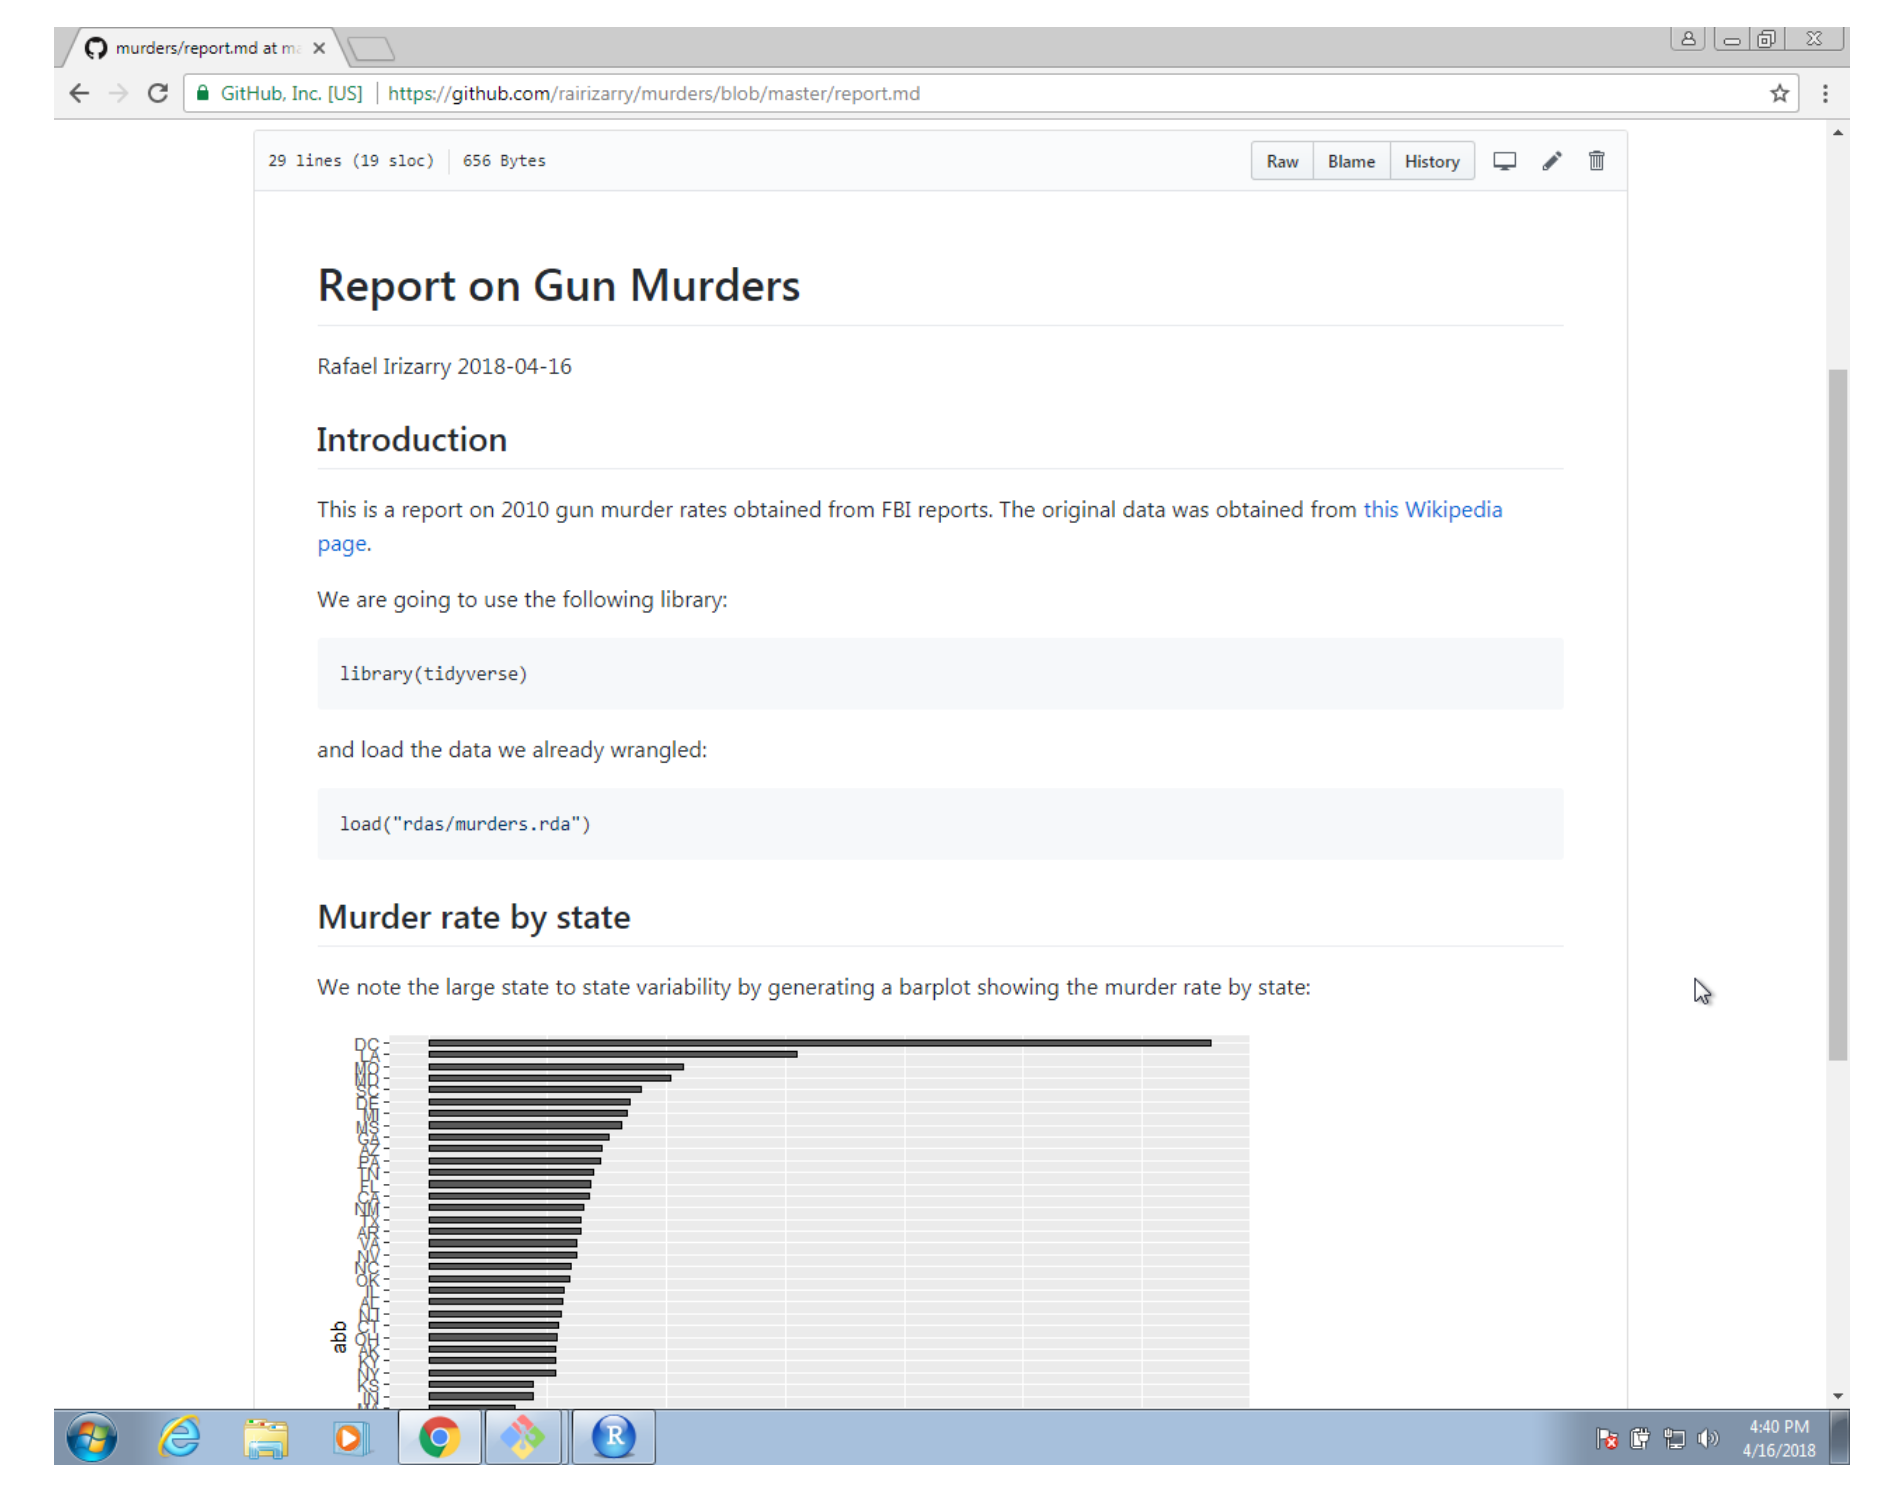 murders/report.md at ma
GitHub, Inc. [US] | https://github.com/rairizarry/murders/blob/master/report.md
29 lines (19 sloc) 656 Bytes
Raw Blame History
Report on Gun Murders
Rafael Irizarry 2018-04-16
Introduction
This is a report on 2010 gun murder rates obtained from FBI reports. The original data was obtained from this Wikipedia
page.
We are going to use the following library:
library(tidyverse)
and load the data we already wrangled:
load("rdas/murders.rda")
Murder rate by state
We note the large state to state variability by generating a barplot showing the murder rate by state:
DC
LA
MO
MD
SC
DE
MI
MS
GA
AZ
PA
TN
FL
CA
NM
TX
AR
VA
NV
NC
OK
IL
AL
NJ
CT
OH
AK
KY
NY
KS
IN
abb
R
4:40 PM
4/16/2018